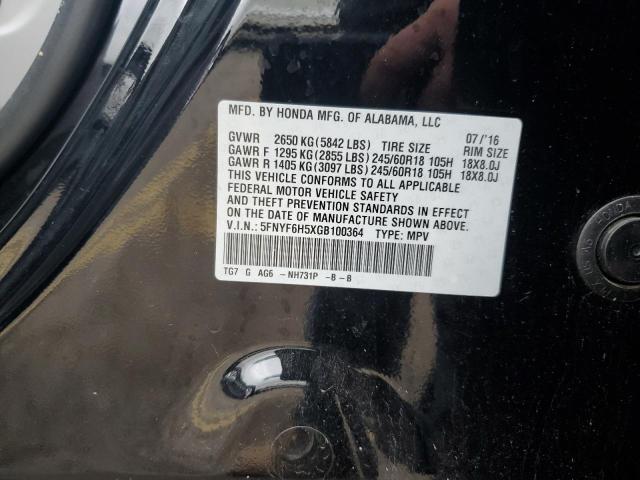 MFD. BY HONDA MFG. OF ALABAMA, LLC
07/'16
GVWR 2650 KG (5842 LBS) TIRE SIZE RIM SIZE
GAWR F 1295 KG (2855 LBS) 245/60R18 105H 18X8.0J
GAWR R 1405 KG (3097 LBS) 245/60R18 105H 18X8.0J
THIS VEHICLE CONFORMS TO ALL APPLICABLE
FEDERAL MOTOR VEHICLE SAFETY
AND THEFT PREVENTION STANDARDS IN EFFECT
ON THE DATE OF MANUFACTURE SHOWN ABOVE.
V.I.N.: 5FNYF6H5XGB100364 TYPE: MPV
TG7 G AG6 -NH731P -B-B
HONDA